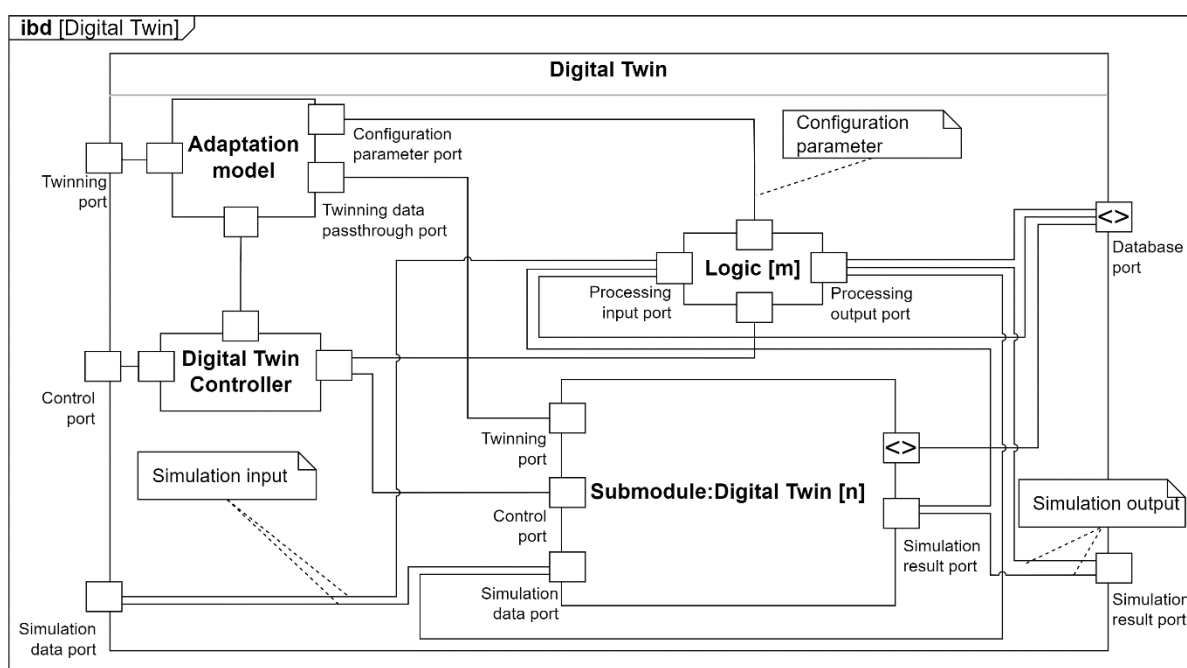 ibd [Digital Twin]
Digital Twin
Adaptation
model
Configuration
parameter port
Configuration
parameter
Twinning
port
Twinning data
passthrough port
<>
Database
port
Logic [m]
Processing
input port
Processing
output port
Digital Twin
Controller
Control
port
Twinning
port
<>
Simulation input
Submodule:Digital Twin [n]
Control
port
Simulation output
Simulation
result port
Simulation
data port
Simulation
data port
Simulation
result port